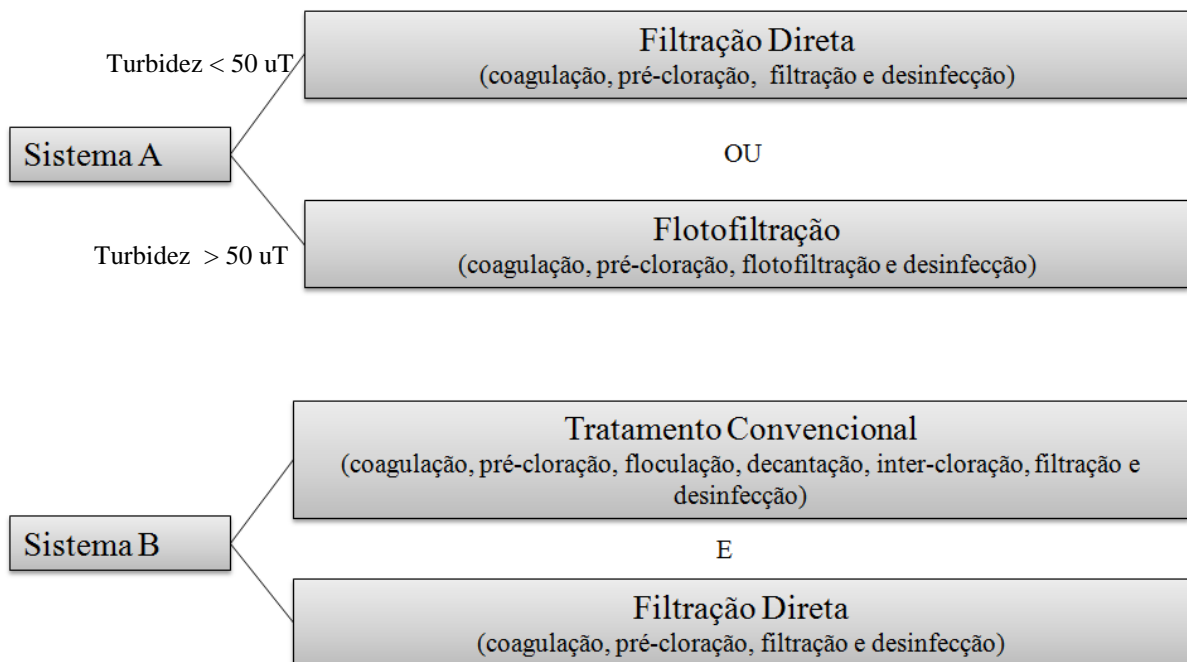 Turbidez < 50 uT
Filtração Direta
(coagulação, pré-cloração, filtração e desinfecção)
Sistema A
OU
Turbidez > 50 uT
Flotofiltração
(coagulação, pré-cloração, flotofiltração e desinfecção)
Tratamento Convencional
(coagulação, pré-cloração, floculação, decantação, inter-cloração, filtração e
desinfecção)
Sistema B
E
Filtração Direta
(coagulação, pré-cloração, filtração e desinfecção)